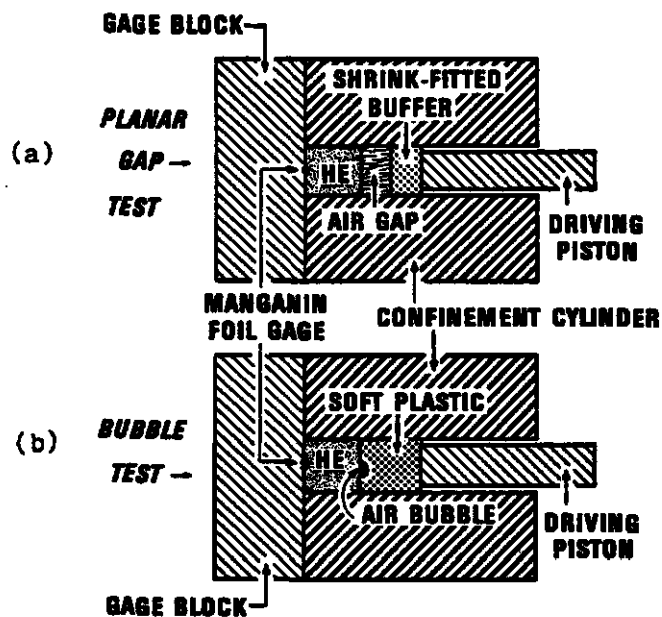 GAGE BLOCK
SHRINK-FITTED
BUFFER
PLANAR
(a)
GAP
TEST
HE
AIR GAP
DRIVING
PISTON
MANGANIN
FOIL GAGE
CONFINEMENT CYLINDER
SOFT PLASTIC
(b)
BUBBLE
TEST
HE
AIR BUBBLE
DRIVING
PISTON
GAGE BLOCK